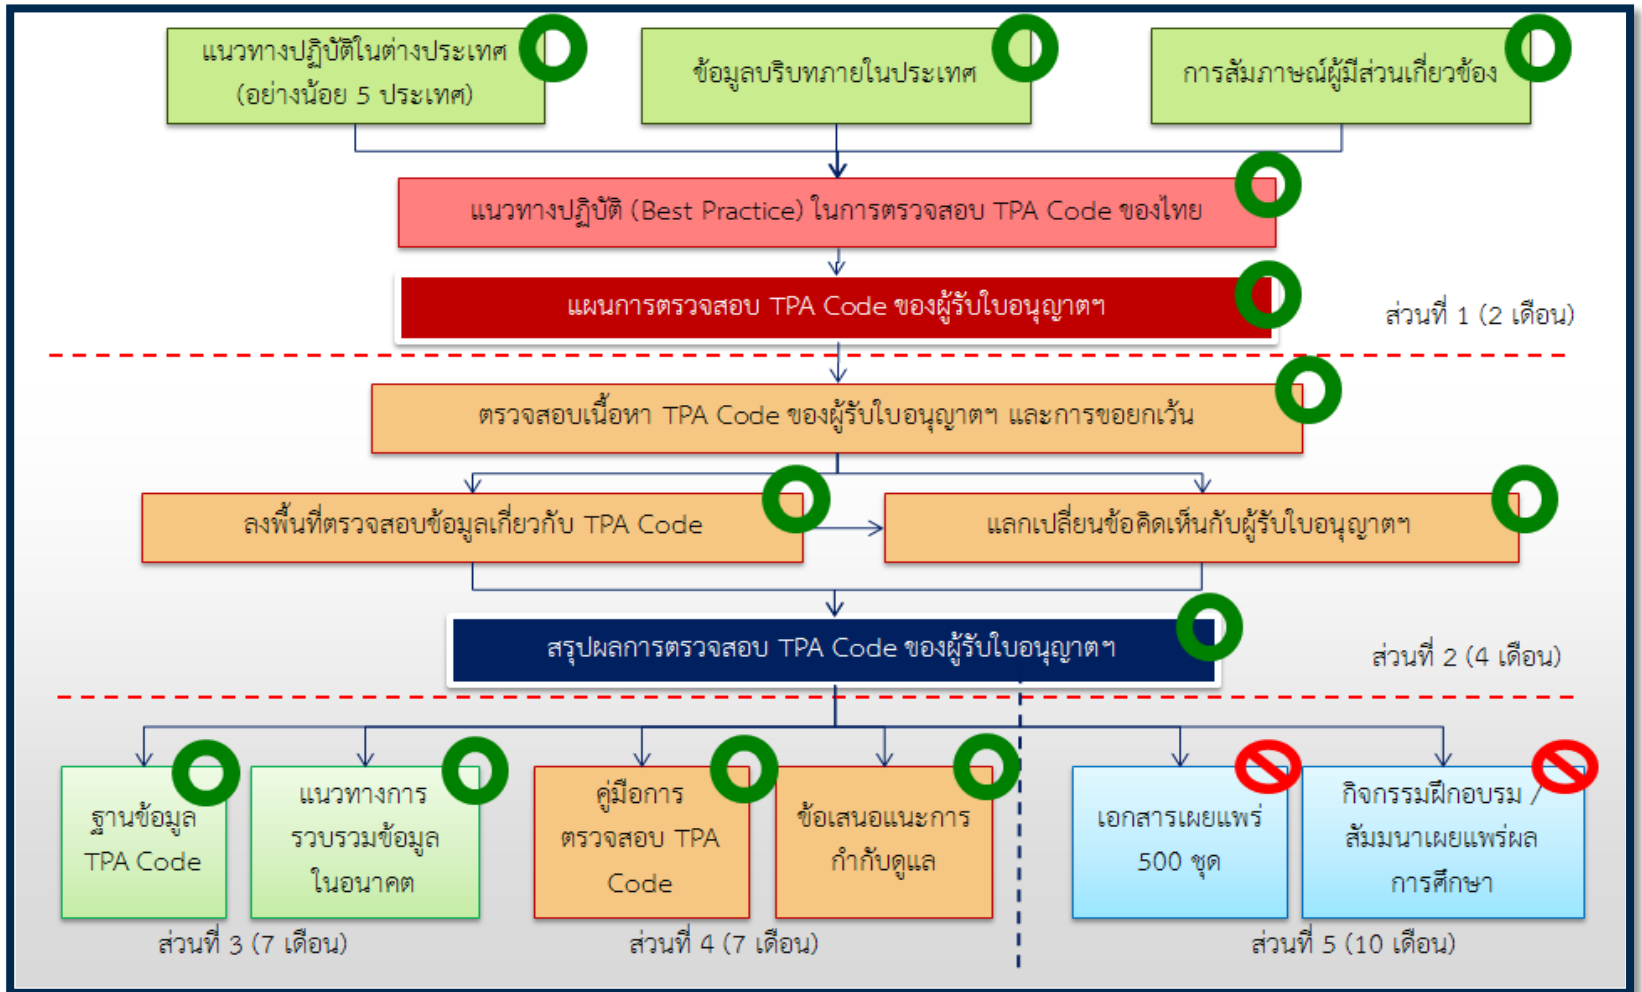 แนวทางปฏิบัติในต่างประเทศ
(อย่างน้อย 5 ประเทศ)
ข้อมูลบริบทภายในประเทศ
การสัมภาษณ์ผู้มีส่วนเกี่ยวข้อง
แนวทางปฏิบัติ (Best Practice) ในการตรวจสอบ TPA Code ของไทย
แผนการตรวจสอบ TPA Code ของผู้รับใบอนุญาตฯ
ส่วนที่ 1 (2 เดือน)
ตรวจสอบเนื้อหา TPA Code ของผู้รับใบอนุญาตฯ และการขอยกเว้น
ลงพื้นที่ตรวจสอบข้อมูลเกี่ยวกับ TPA Code
แลกเปลี่ยนข้อคิดเห็นกับผู้รับใบอนุญาตฯ
สรุปผลการตรวจสอบ TPA Code ของผู้รับใบอนุญาตฯ
ส่วนที่ 2 (4 เดือน)
ฐานข้อมูล
TPA Code
แนวทางการ
รวบรวมข้อมูล
ในอนาคต
ส่วนที่ 3 (7 เดือน)
คู่มือการ
ตรวจสอบ TPA
Code
ข้อเสนอแนะการ
กำกับดูแล
ส่วนที่ 4 (7 เดือน)
เอกสารเผยแพร่
500 ชุด
กิจกรรมฝึกอบรม /
สัมมนาเผยแพร่ผล
การศึกษา
ส่วนที่ 5 (10 เดือน)